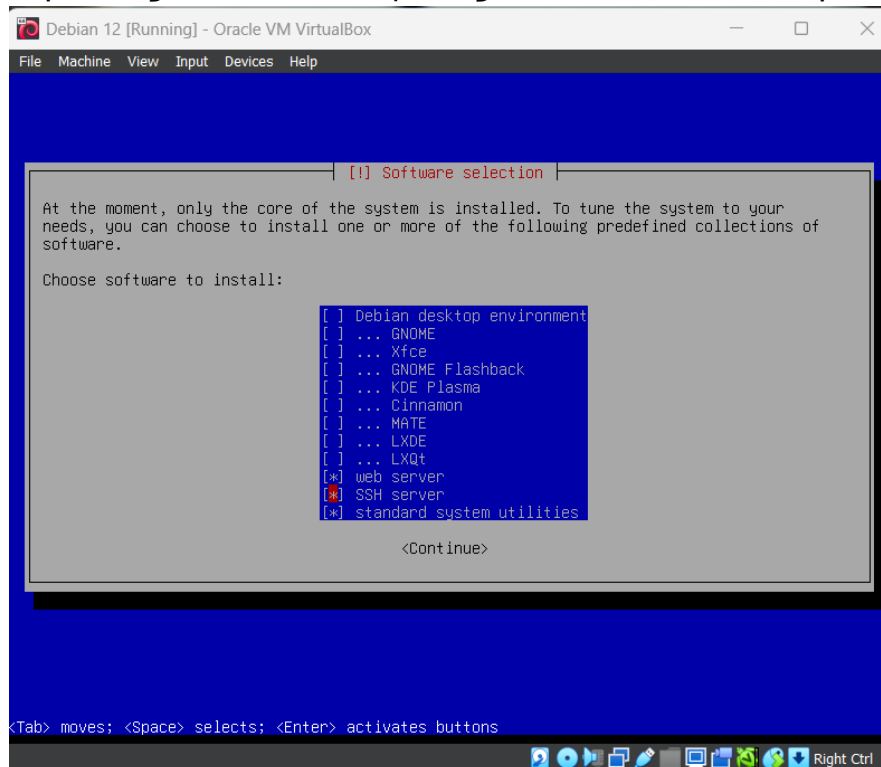 Debian 12 [Running] - Oracle VM VirtualBox
File Machine View Input Devices Help
[!] Software selection
At the moment, only the core of the system is installed. To tune the system to your
needs, you can choose to install one or more of the following predefined collections of
software.
Choose software to install:
[ ] Debian desktop environment
[ ] ... GNOME
[ ] ... Xfce
[ ] ... GNOME Flashback
[ ] ... KDE Plasma
[ ] ... Cinnamon
[ ] ... MATE
[ ] ... LXDE
[ ] ... LXQt
[*] web server
[*] SSH server
[*] standard system utilities
<Continue>
<Tab> moves; <Space> selects; <Enter> activates buttons
Right Ctrl